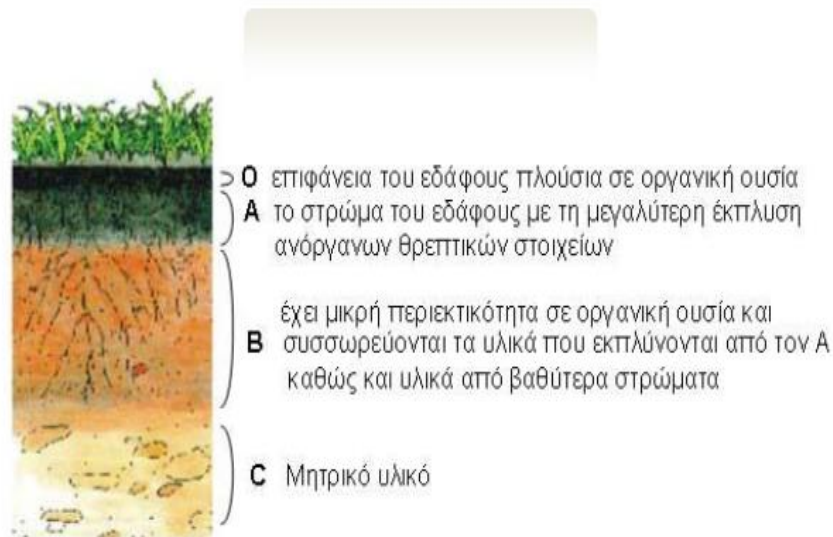 O επιφάνεια του εδάφους πλούσια σε οργανική ουσία
A το στρώμα του εδάφους με τη μεγαλύτερη έκπλυση
ανόργανων θρεπτικών στοιχείων
έχει μικρή περιεκτικότητα σε οργανική ουσία και
B συσσωρεύονται τα υλικά που εκπλύνονται από τον Α
καθώς και υλικά από βαθύτερα στρώματα
C Μητρικό υλικό